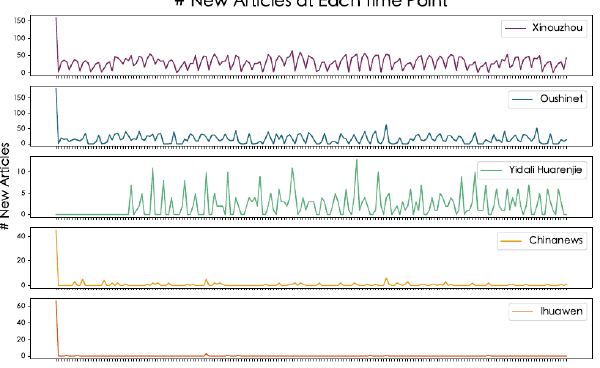 # New Articles at Each Time Point
# New Articles
150
100
50
0
Xinouzhou
150
100
50
0
Oushinet
10
5
0
Yidali Huarenjie
40
20
0
Chinanews
60
40
20
0
Ihuawen